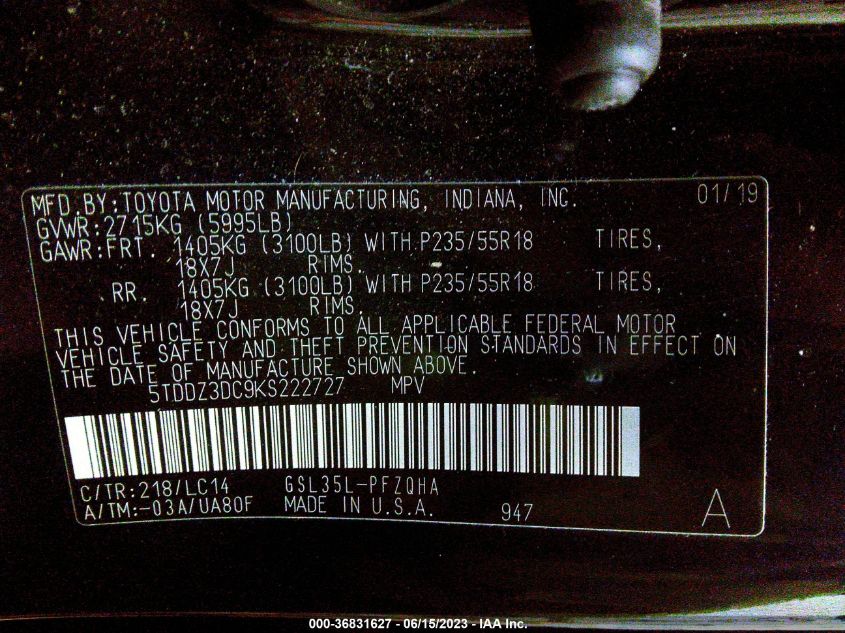 MFD.BY:TOYOTA MOTOR MANUFACTURING, INDIANA, INC. 01/19
GVWR:2715KG (5995LB)
GAWR:FRT. 1405KG (3100LB) WITH P235/55R18 TIRES,
18X7J RIMS.
RR. 1405KG (3100LB) WITH P235/55R18 TIRES,
18X7J RIMS.
THIS VEHICLE CONFORMS TO ALL APPLICABLE FEDERAL MOTOR
VEHICLE SAFETY AND THEFT PREVENTION STANDARDS IN EFFECT ON
THE DATE OF MANUFACTURE SHOWN ABOVE.
5TDDZ3DC9KS222727 MPV
C/TR:218/LC14 GSL35L-PFZQHA
A/TM:-03A/UA80F MADE IN U.S.A. 947 A
000-36831627 - 06/15/2023 - IAA Inc.